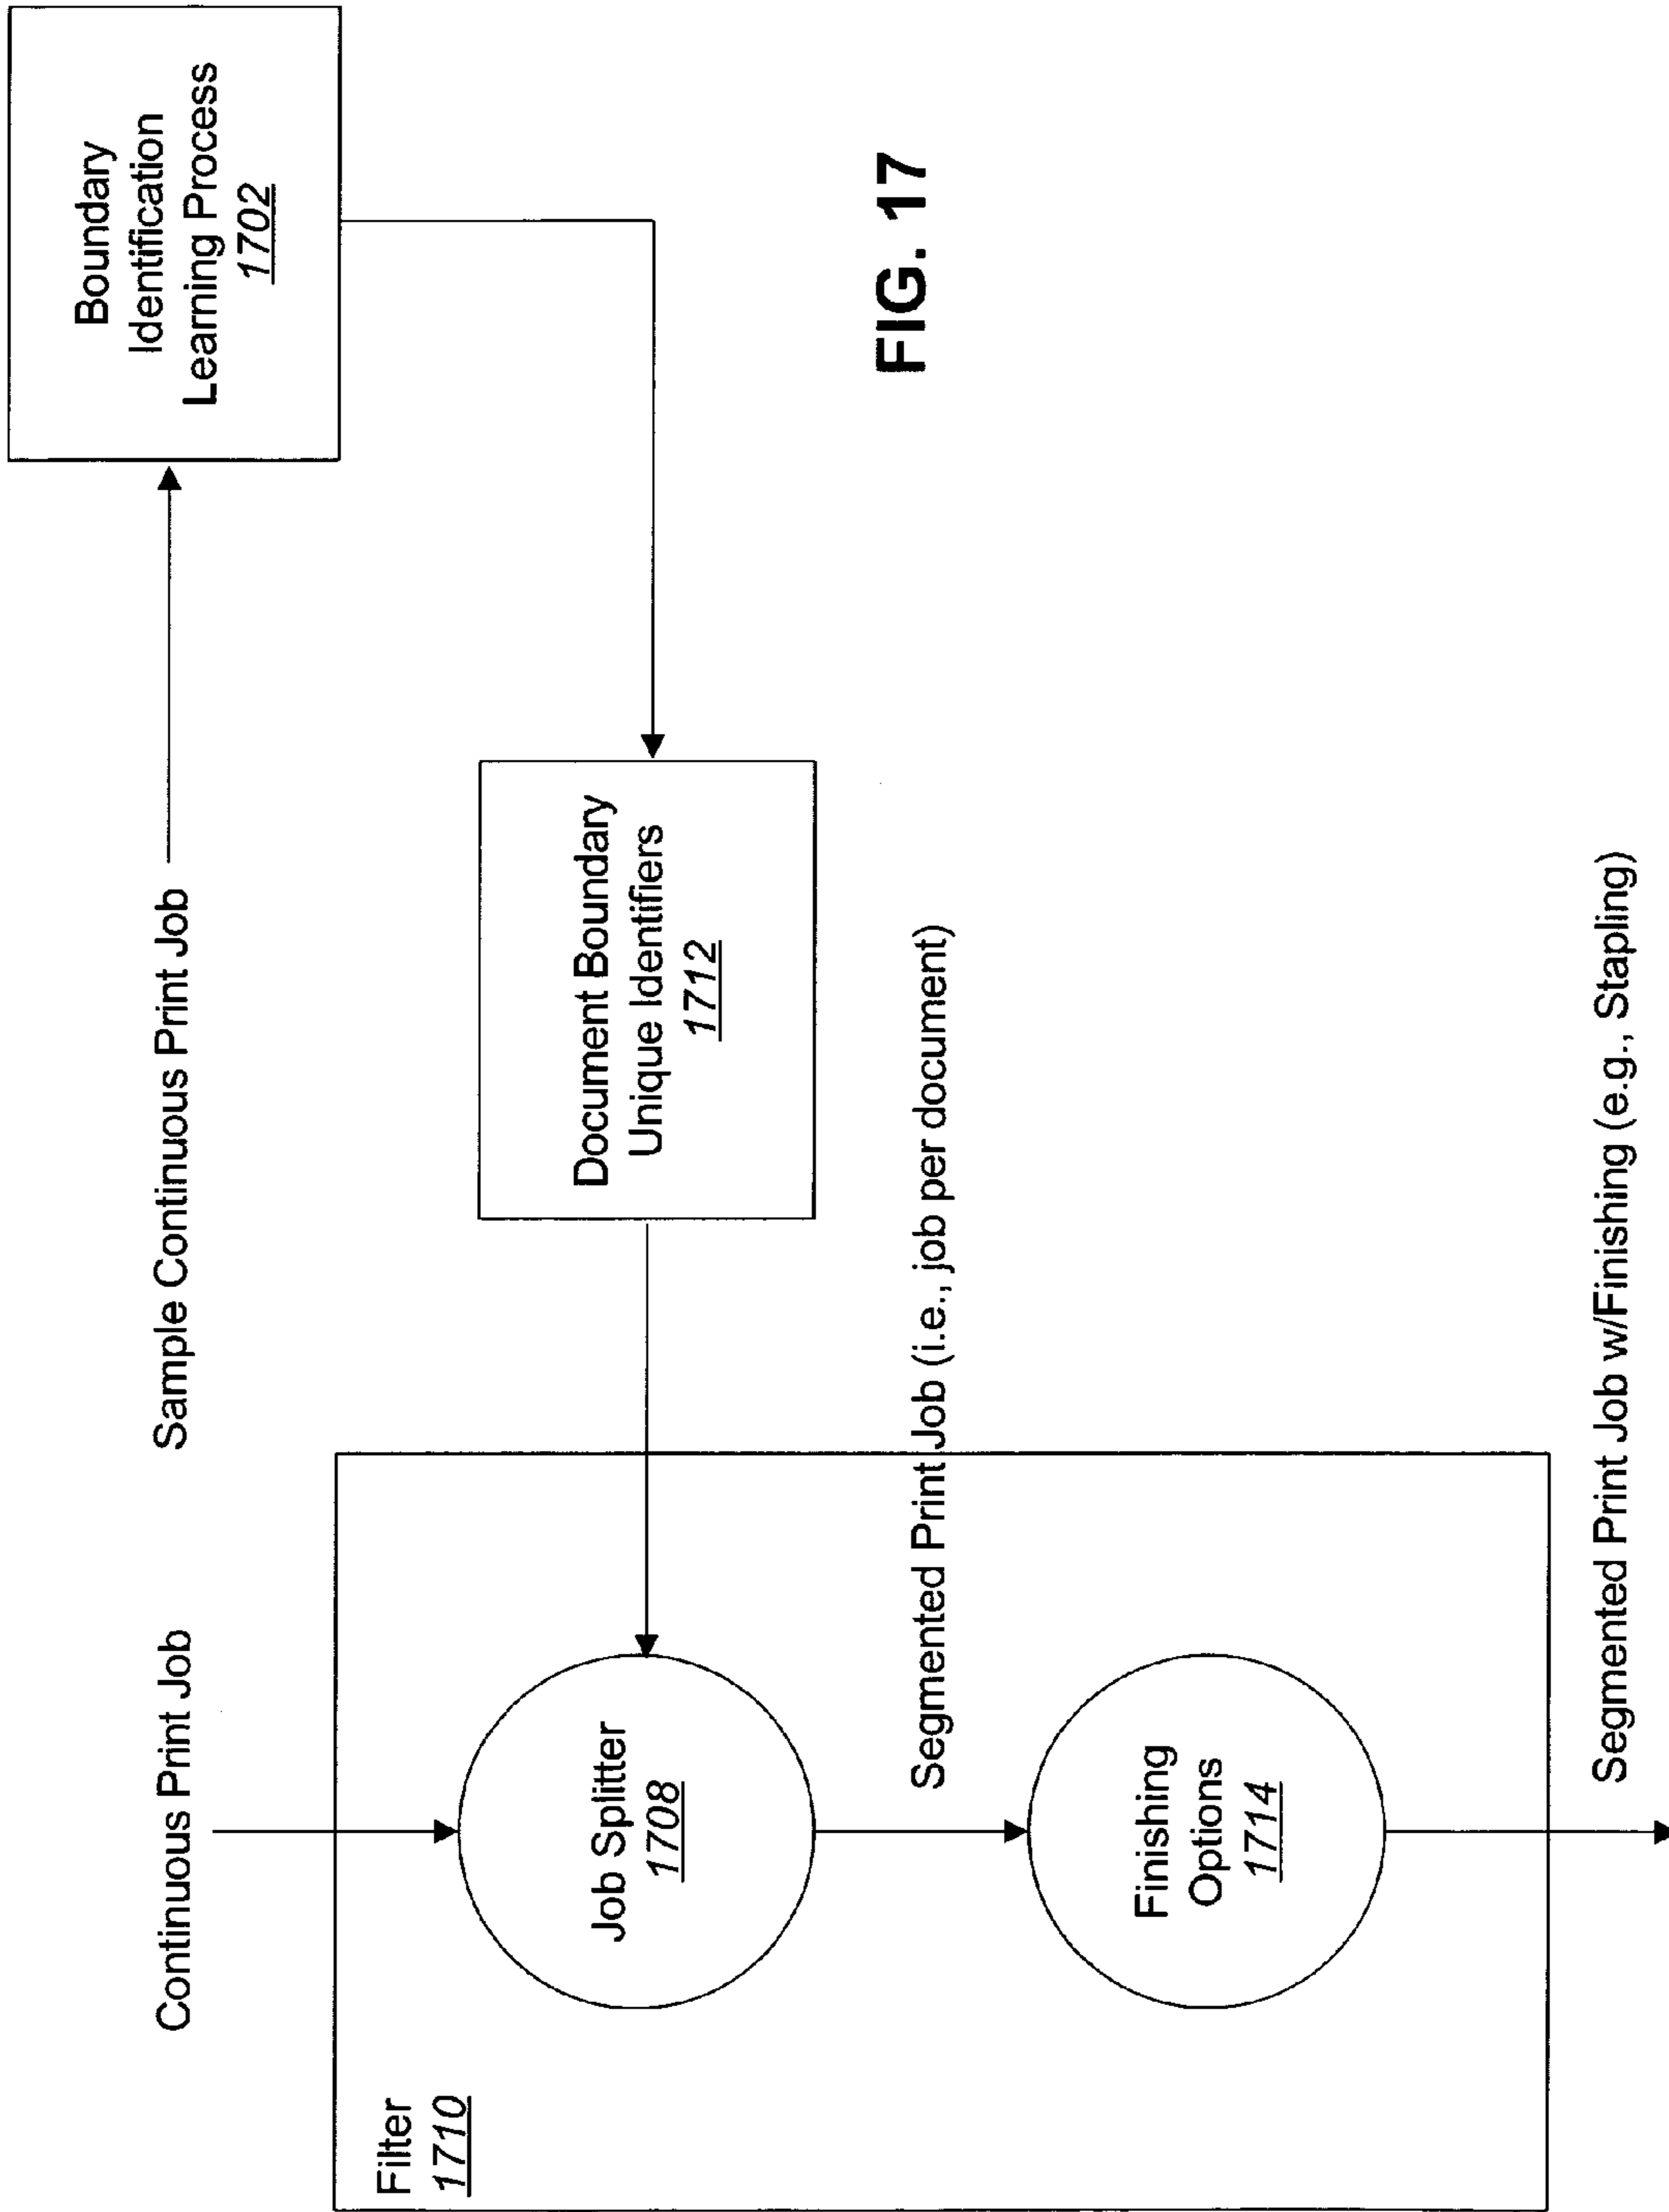 Continuous Print Job
Sample Continuous Print Job
Boundary
Identification
Learning Process
1702
Filter
1710
Job Splitter
1708
Document Boundary
Unique Identifiers
1712
Segmented Print Job (i.e., job per document)
Finishing
Options
1714
Segmented Print Job w/Finishing (e.g., Stapling)
FIG. 17